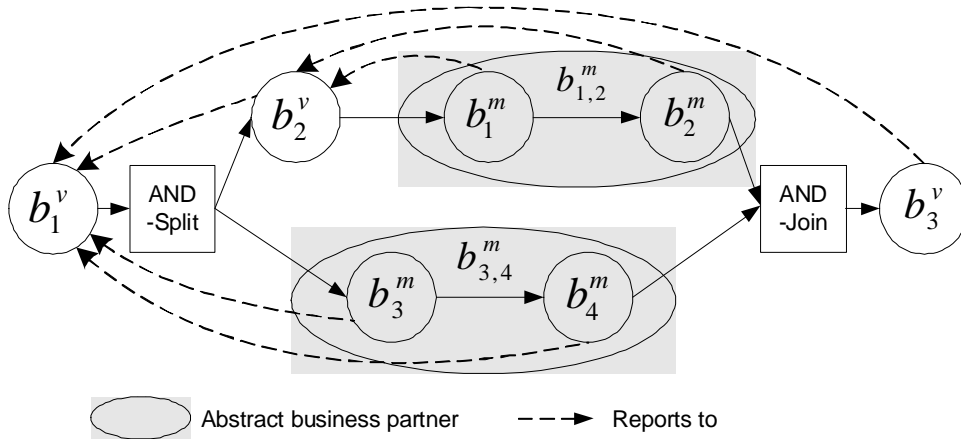 b_1^v
AND
-Split
b_2^v
b_1^m
b_{1,2}^m
b_2^m
b_3^m
b_{3,4}^m
b_4^m
AND
-Join
b_3^v
Abstract business partner
Reports to